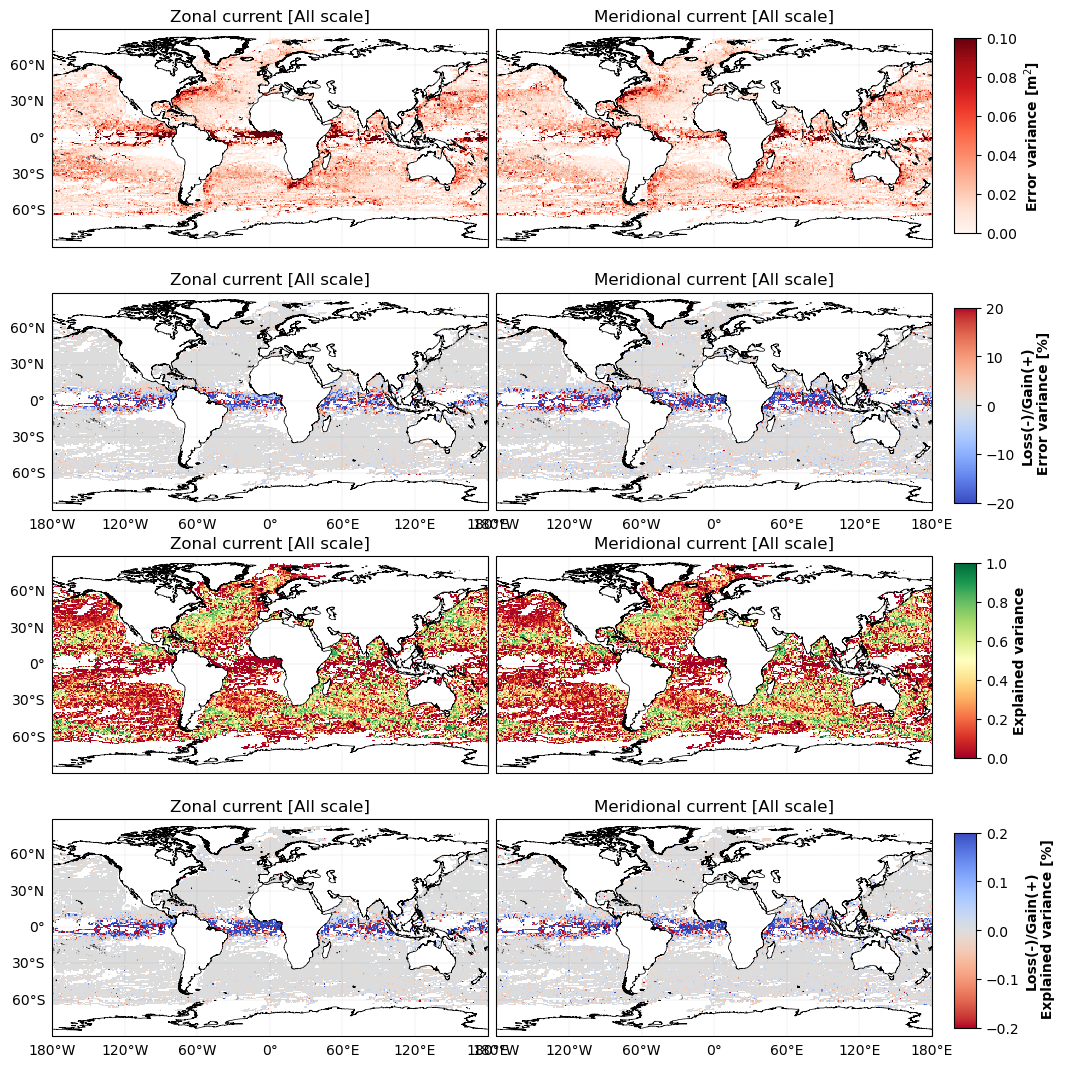 Zonal current [All scale]
Meridional current [All scale]
60°N
30°N
0°
30°S
60°S
0.10
0.08
0.06
0.04
0.02
0.00
Error variance [m²]
Zonal current [All scale]
Meridional current [All scale]
60°N
30°N
0°
30°S
60°S
180°W 120°W 60°W 0° 60°E 120°E 180°E
180°W 120°W 60°W 0° 60°E 120°E 180°E
20
10
0
−10
−20
Loss(-)/Gain(+)
Error variance [%]
Zonal current [All scale]
Meridional current [All scale]
60°N
30°N
0°
30°S
60°S
1.0
0.8
0.6
0.4
0.2
0.0
Explained variance
Zonal current [All scale]
Meridional current [All scale]
60°N
30°N
0°
30°S
60°S
180°W 120°W 60°W 0° 60°E 120°E 180°E
180°W 120°W 60°W 0° 60°E 120°E 180°E
0.2
0.1
0.0
−0.1
−0.2
Loss(-)/Gain(+)
Explained variance [%]